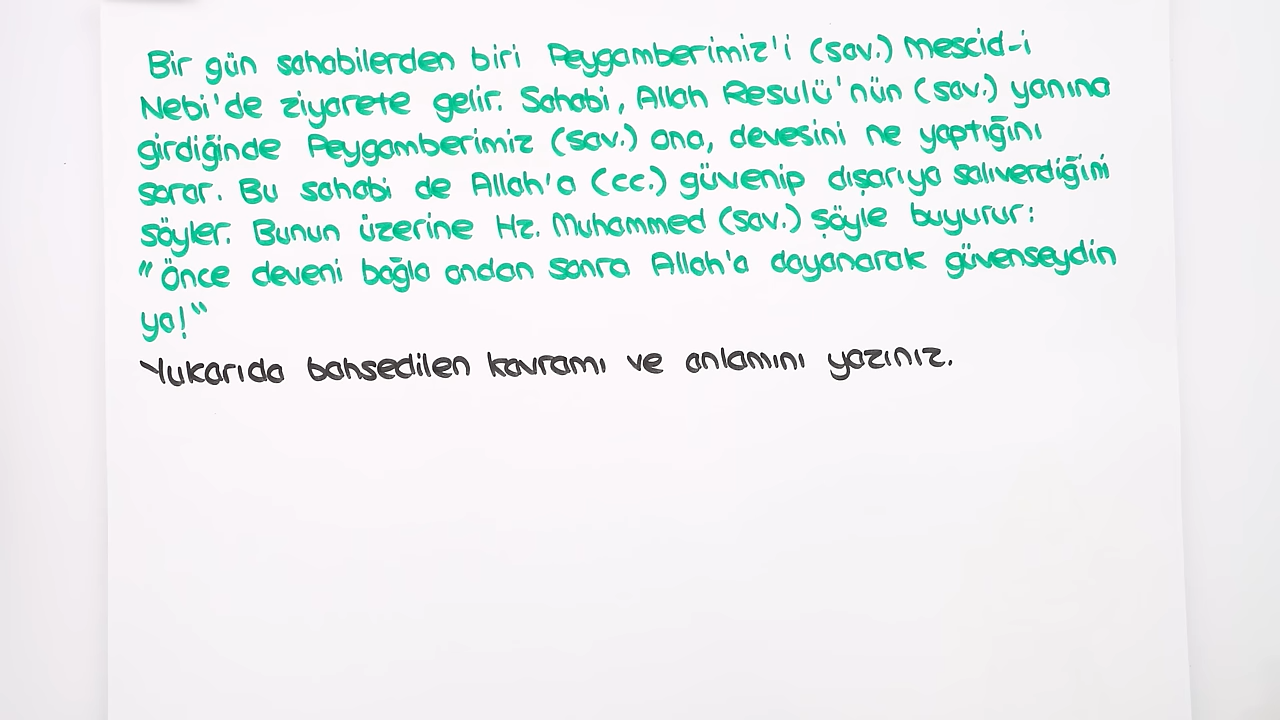 Bir gün sahabilerden biri Peygamberimiz'i (sav.) Mescid-i
Nebi'de ziyarete gelir. Sahabi, Allah Resulü'nün (sav.) yanına
girdiğinde Peygamberimiz (sav.) ona, devesini ne yaptığını
sorar. Bu sahabi de Allah'a (cc.) güvenip dışarıya salıverdiğini
söyler. Bunun üzerine Hz. Muhammed (sav.) şöyle buyurur:
"Önce deveni bağla ondan sonra Allah'a dayanarak güvenseydin
ya!"
Yukarıda bahsedilen kavramı ve anlamını yazınız.